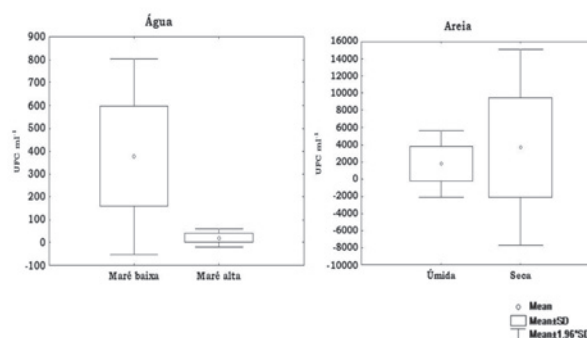 Água
900
800
700
600
500
400
300
200
100
0
-100
UFC ml⁻¹
Maré baixa Maré alta
Areia
16000
14000
12000
10000
8000
6000
4000
2000
0
-2000
-4000
-6000
-8000
-10000
UFC ml⁻¹
Úmida Seca
Mean
Mean±SD
Mean±1.96*SD